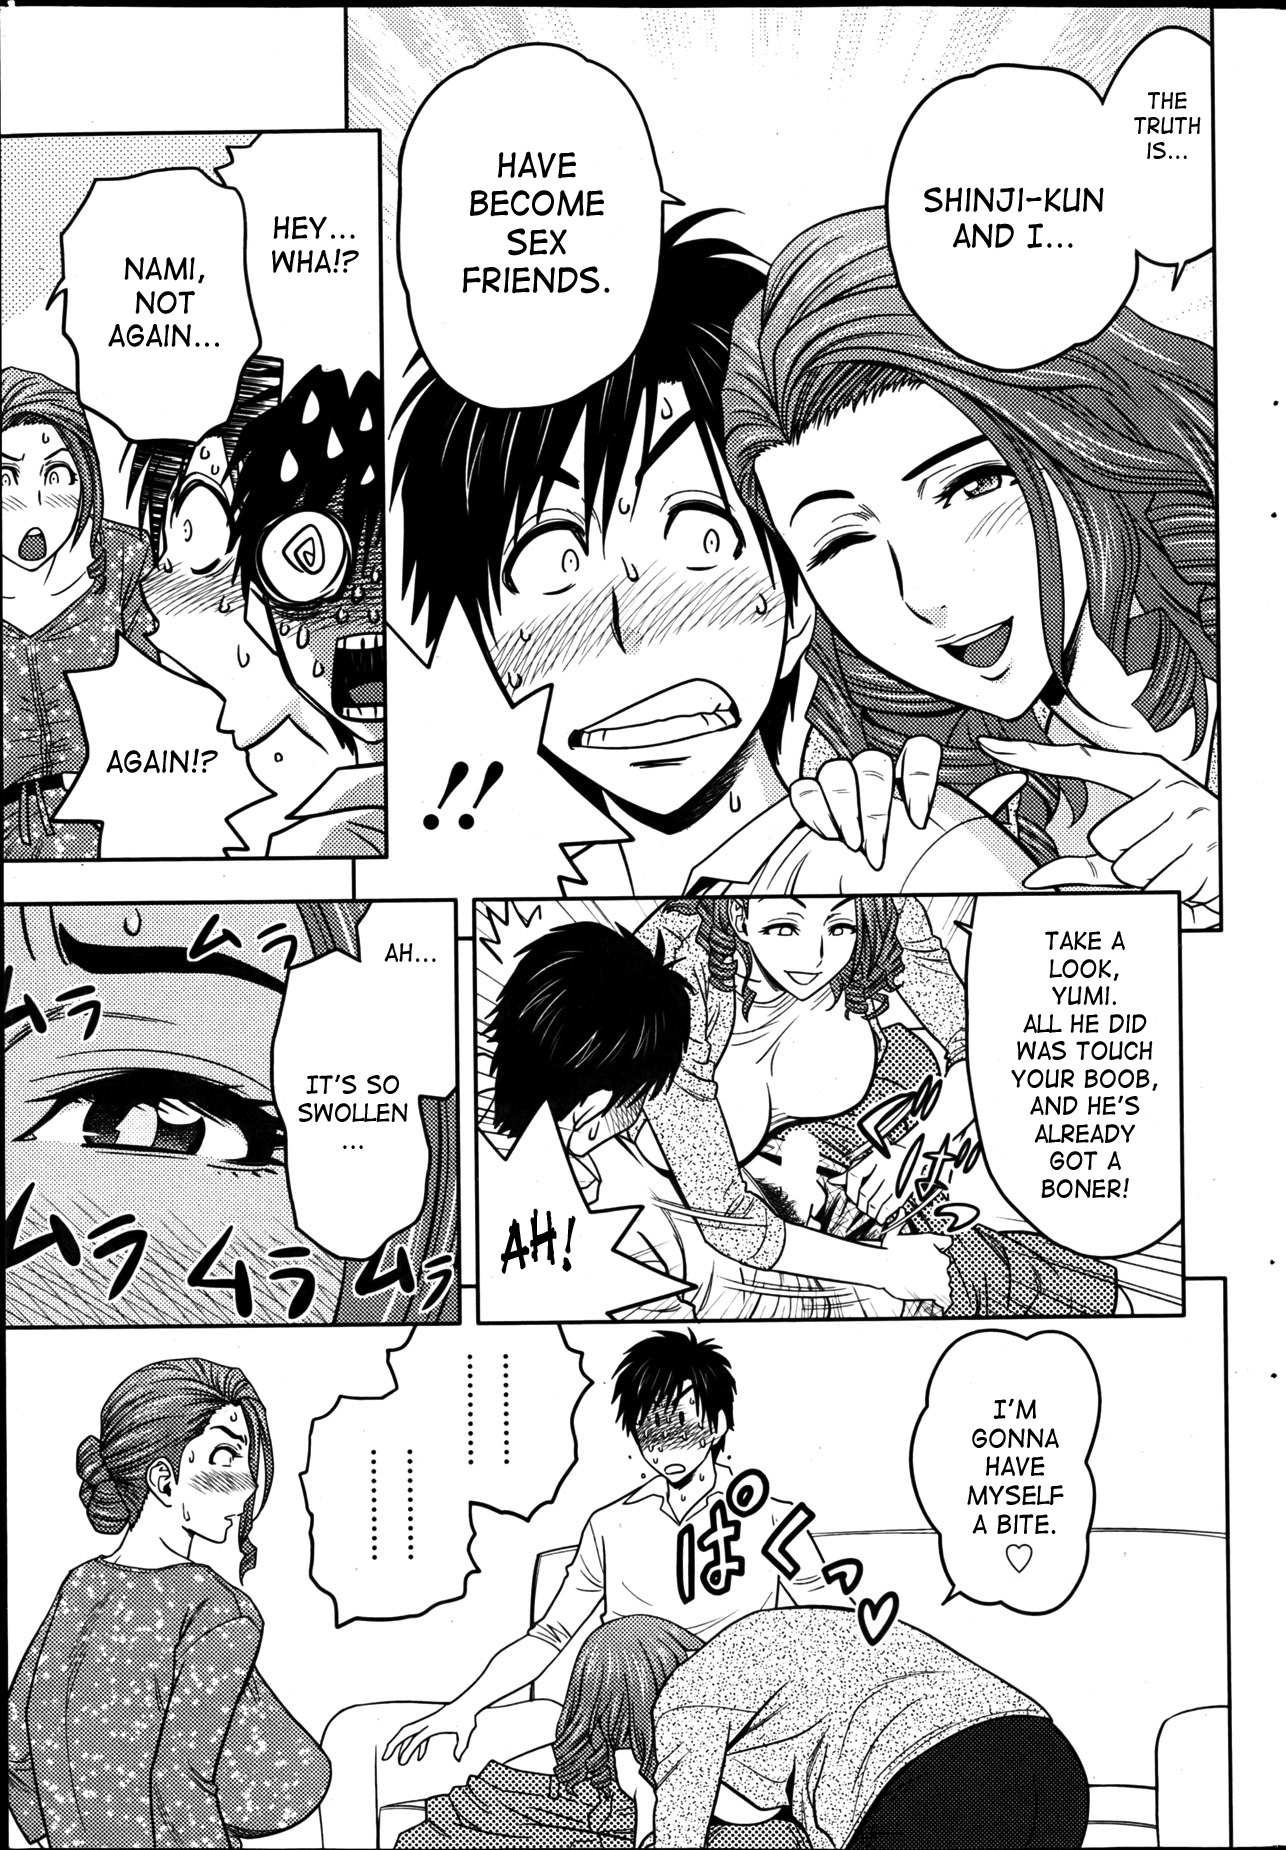 THE
TRUTH
IS...
SHINJI-KUN
AND I...
HAVE
BECOME
SEX
FRIENDS.
!!
HEY...
WHA!?
NAMI,
NOT
AGAIN...
AGAIN!?
TAKE A
LOOK,
YUMI.
ALL HE DID
WAS TOUCH
YOUR BOOB,
AND HE'S
ALREADY
GOT A
BONER!
AH!
AH...
IT'S SO
SWOLLEN
...
ムラ
ムラ
ムラ
ムラ
ムラ
I'M
GONNA
HAVE
MYSELF
A BITE.
♡
ぱくっ